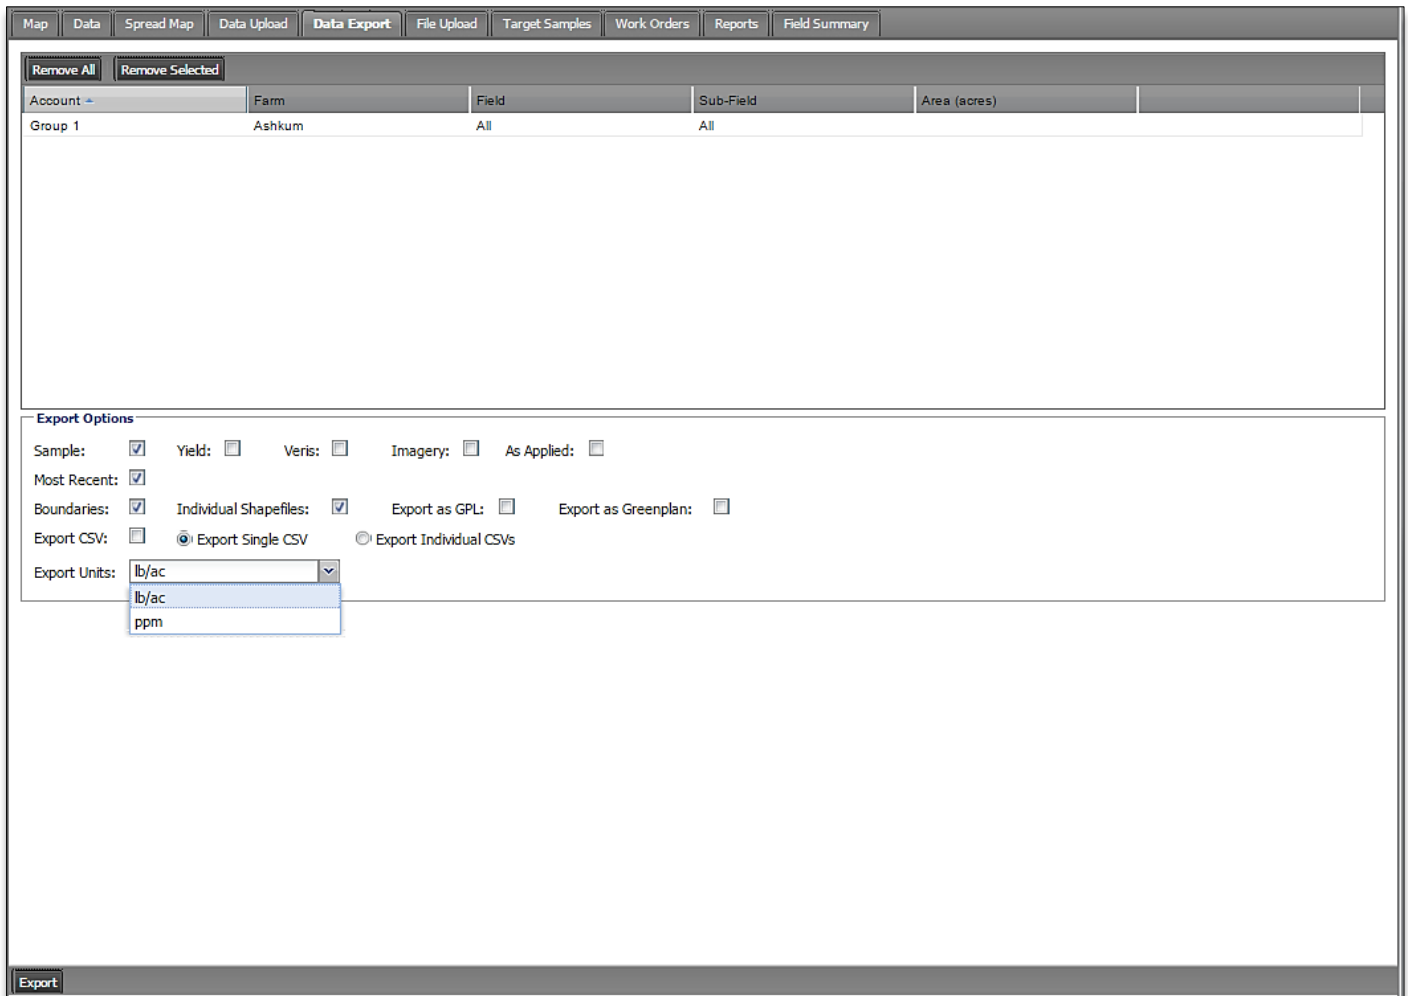 Map Data Spread Map Data Upload Data Export File Upload Target Samples Work Orders Reports Field Summary
Remove All Remove Selected
Account Farm Field Sub-Field Area (acres)
Group 1 Ashkum All All
Export Options
Sample: Yield: Veris: Imagery: As Applied:
Most Recent:
Boundaries: Individual Shapefiles: Export as GPL: Export as Greenplan:
Export CSV: Export Single CSV Export Individual CSVs
Export Units: lb/ac
lb/ac
ppm
Export